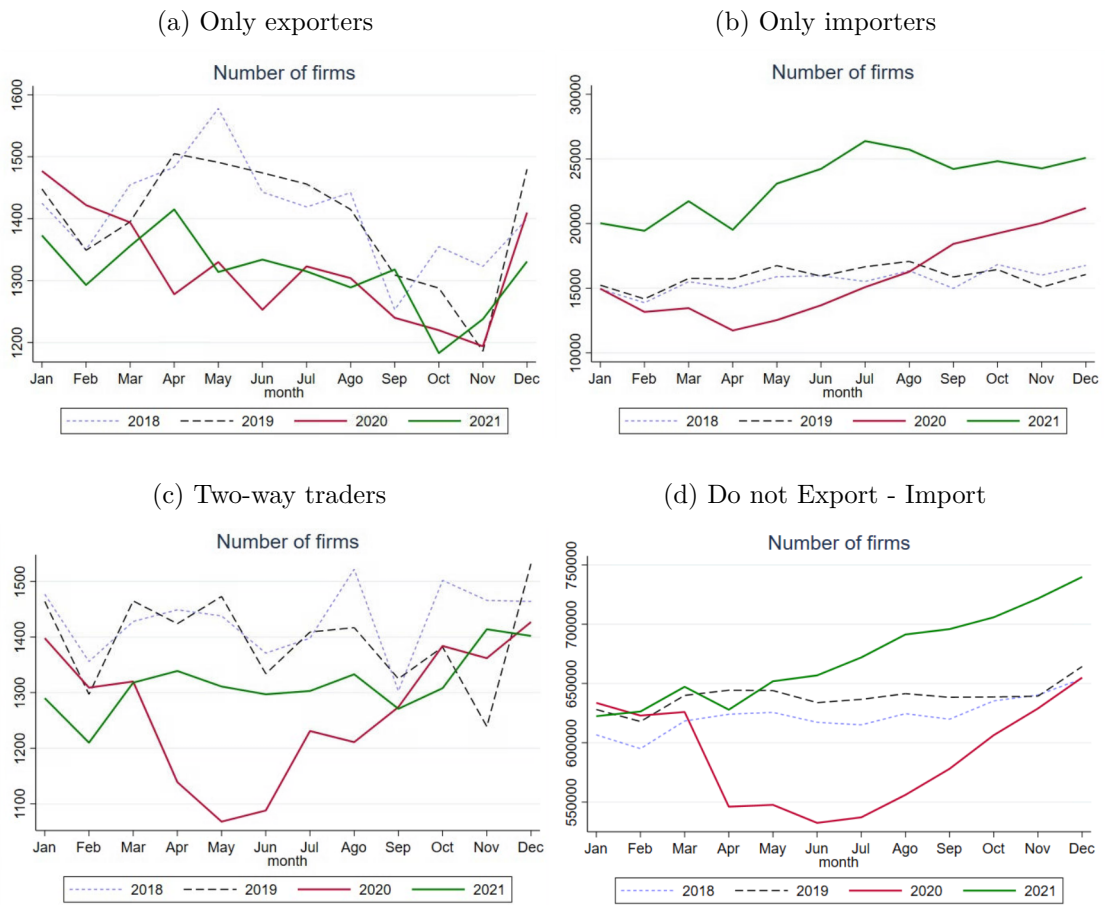 (a) Only exporters
Number of firms
1600
1500
1400
1300
1200
Jan Feb Mar Apr May Jun Jul Ago Sep Oct Nov Dec
month
2018 2019 2020 2021
(b) Only importers
Number of firms
30000
25000
20000
15000
10000
Jan Feb Mar Apr May Jun Jul Ago Sep Oct Nov Dec
month
2018 2019 2020 2021
(c) Two-way traders
Number of firms
1500
1400
1300
1200
1100
Jan Feb Mar Apr May Jun Jul Ago Sep Oct Nov Dec
month
2018 2019 2020 2021
(d) Do not Export - Import
Number of firms
750000
700000
650000
600000
550000
Jan Feb Mar Apr May Jun Jul Ago Sep Oct Nov Dec
month
2018 2019 2020 2021